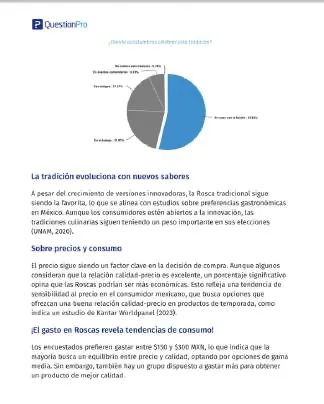 QuestionPro
La tradición evoluciona con nuevos sabores
A pesar del crecimiento de versiones innovadoras, la Rosca tradicional sigue
siendo la favorita, lo que se alinea con estudios sobre preferencias gastronómicas
en México. Aunque los consumidores estén abiertos a la innovación, las
tradiciones culinarias siguen teniendo un peso importante en sus elecciones
(UNAM, 2020).
Sobre precios y consumo
El precio sigue siendo un factor clave en la decisión de compra. Aunque algunos
consideran que la relación calidad-precio es excelente, un porcentaje significativo
opina que las Roscas podrían ser más económicas. Esto refleja una tendencia de
sensibilidad al precio en el consumidor mexicano, que busca opciones que
ofrezcan una buena relación calidad-precio en productos de temporada, como
indica un estudio de Kantar Worldpanel (2023).
¡El gasto en Roscas revela tendencias de consumo!
Los encuestados prefieren gastar entre $150 y $300 MXN, lo que indica que la
mayoría busca un equilibrio entre precio y calidad, optando por opciones de gama
media. Sin embargo, también hay un grupo dispuesto a gastar más para obtener
un producto de mejor calidad.